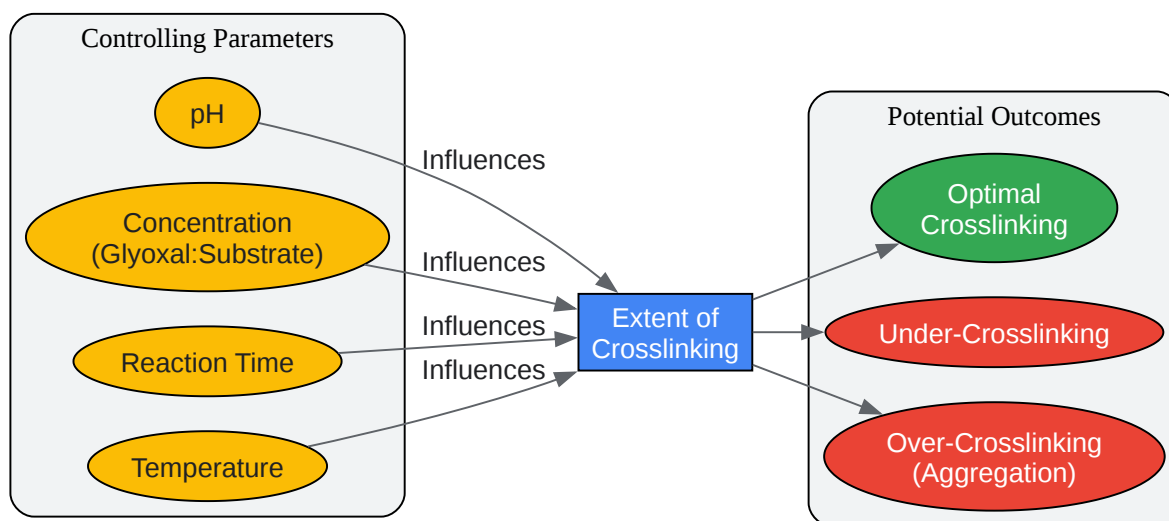 Controlling Parameters
pH
Concentration
(Glyoxal:Substrate)
Reaction Time
Temperature
Influences
Influences
Influences
Influences
Extent of
Crosslinking
Potential Outcomes
Optimal
Crosslinking
Under-Crosslinking
Over-Crosslinking
(Aggregation)